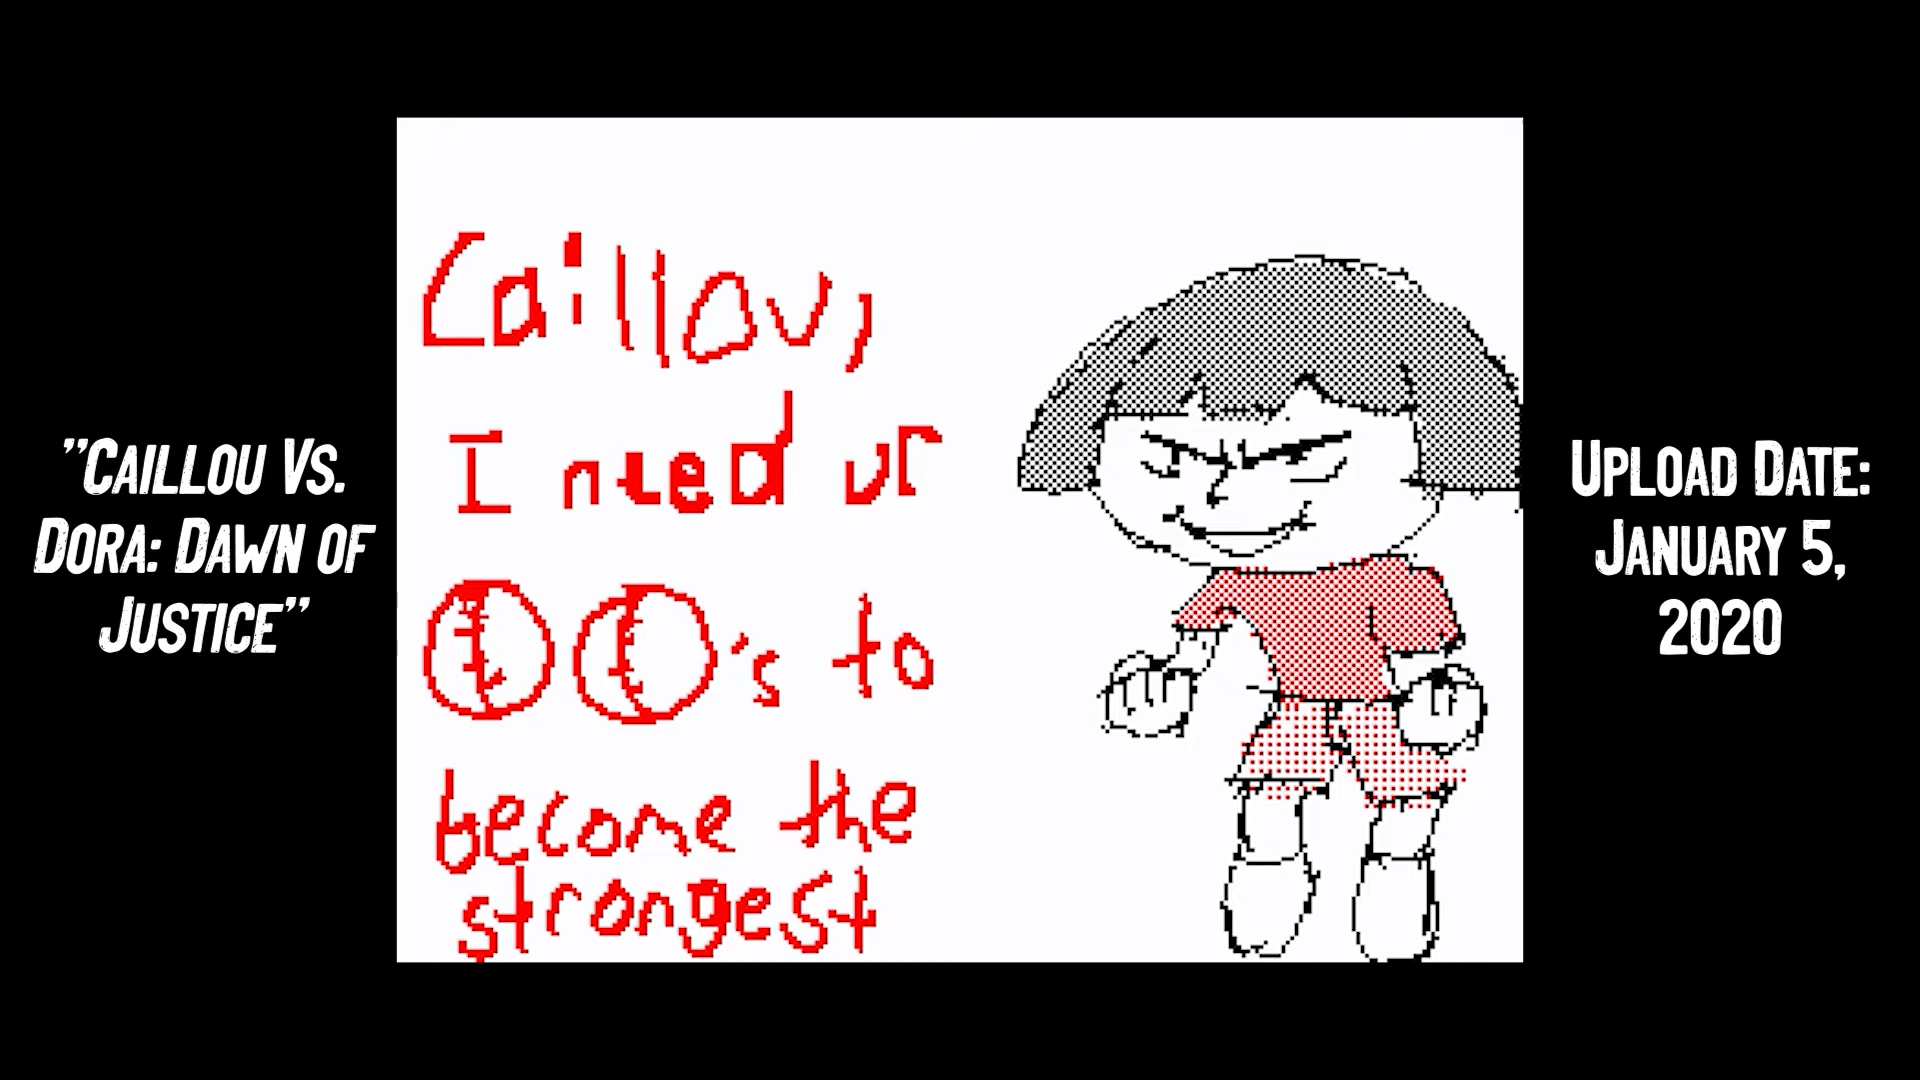 "Caillou Vs.
Dora: Dawn of
Justice"
Caillou,
I need ur
's to
become the
strongest
Upload Date:
January 5,
2020